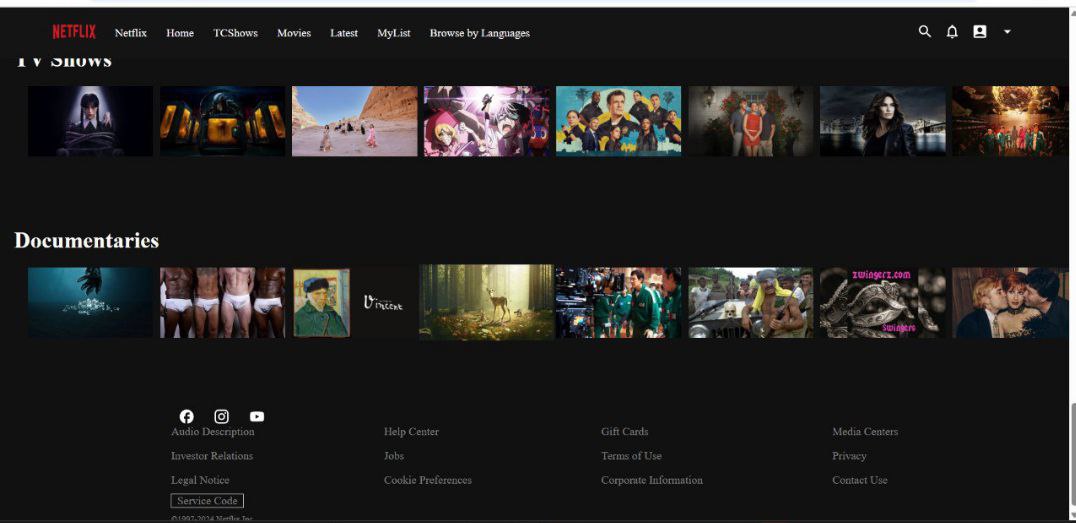 NETFLIX Netflix Home TCShows Movies Latest MyList Browse by Languages
TV Shows
Documentaries
Vincent
zwingerz.com
Swingers
Audio Description Help Center Gift Cards Media Centers
Investor Relations Jobs Terms of Use Privacy
Legal Notice Cookie Preferences Corporate Information Contact Use
Service Code
©1997-2024 Netflix Inc